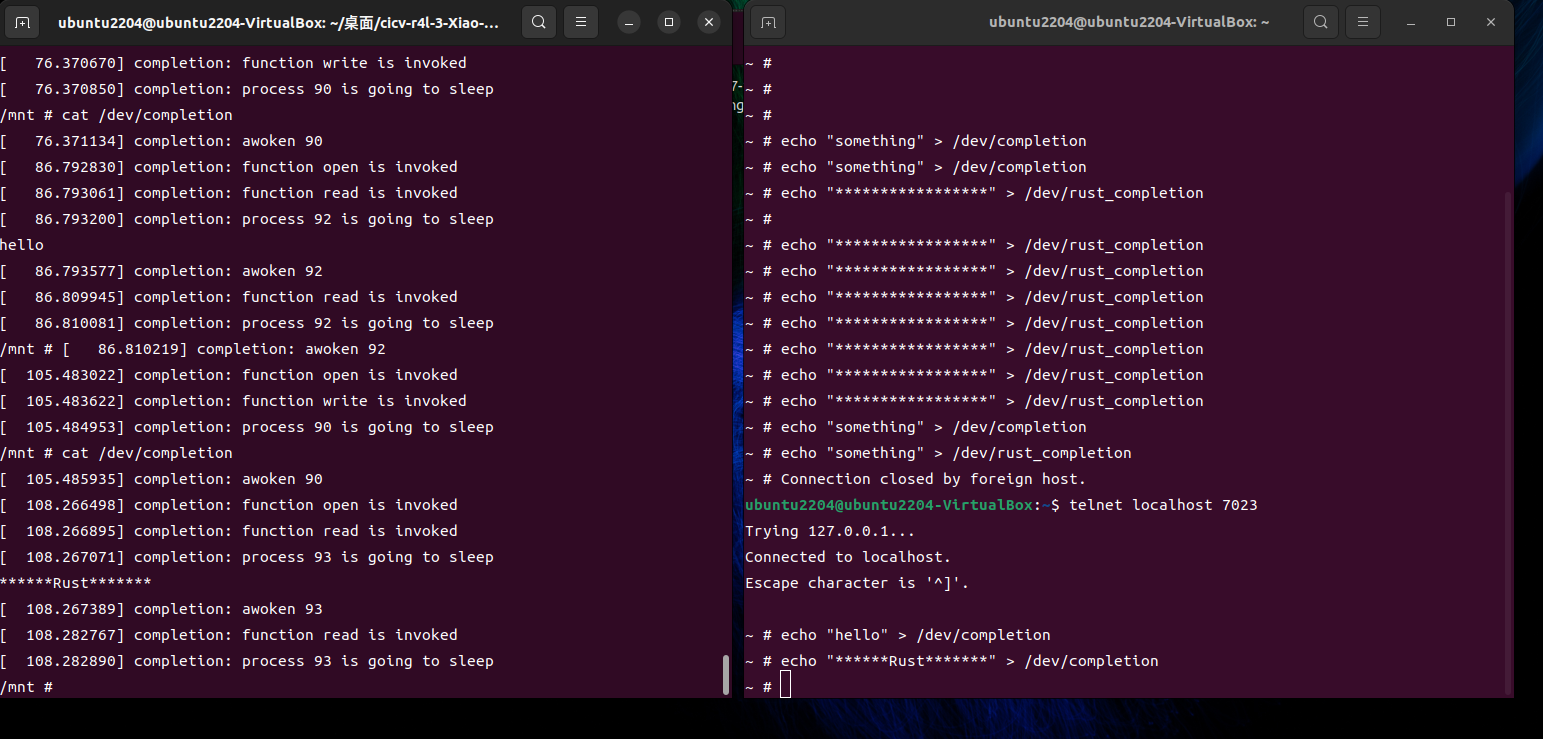 ubuntu2204@ubuntu2204-VirtualBox: ~/桌面/cicv-r4l-3-Xiao-...
[   76.370670] completion: function write is invoked
[   76.370850] completion: process 90 is going to sleep
/mnt # cat /dev/completion
[   76.371134] completion: awoken 90
[   86.792830] completion: function open is invoked
[   86.793061] completion: function read is invoked
[   86.793200] completion: process 92 is going to sleep
hello
[   86.793577] completion: awoken 92
[   86.809945] completion: function read is invoked
[   86.810081] completion: process 92 is going to sleep
/mnt # [   86.810219] completion: awoken 92
[  105.483022] completion: function open is invoked
[  105.483622] completion: function write is invoked
[  105.484953] completion: process 90 is going to sleep
/mnt # cat /dev/completion
[  105.485935] completion: awoken 90
[  108.266498] completion: function open is invoked
[  108.266895] completion: function read is invoked
[  108.267071] completion: process 93 is going to sleep
******Rust*******
[  108.267389] completion: awoken 93
[  108.282767] completion: function read is invoked
[  108.282890] completion: process 93 is going to sleep
/mnt #
7-
ng
ubuntu2204@ubuntu2204-VirtualBox: ~
~ #
~ #
~ #
~ # echo "something" > /dev/completion
~ # echo "something" > /dev/completion
~ # echo "*****************" > /dev/rust_completion
~ #
~ # echo "*****************" > /dev/rust_completion
~ # echo "*****************" > /dev/rust_completion
~ # echo "*****************" > /dev/rust_completion
~ # echo "*****************" > /dev/rust_completion
~ # echo "*****************" > /dev/rust_completion
~ # echo "*****************" > /dev/rust_completion
~ # echo "*****************" > /dev/rust_completion
~ # echo "something" > /dev/completion
~ # echo "something" > /dev/rust_completion
~ # Connection closed by foreign host.
ubuntu2204@ubuntu2204-VirtualBox:~$ telnet localhost 7023
Trying 127.0.0.1...
Connected to localhost.
Escape character is '^]'.
~ # echo "hello" > /dev/completion
~ # echo "******Rust*******" > /dev/completion
~ #